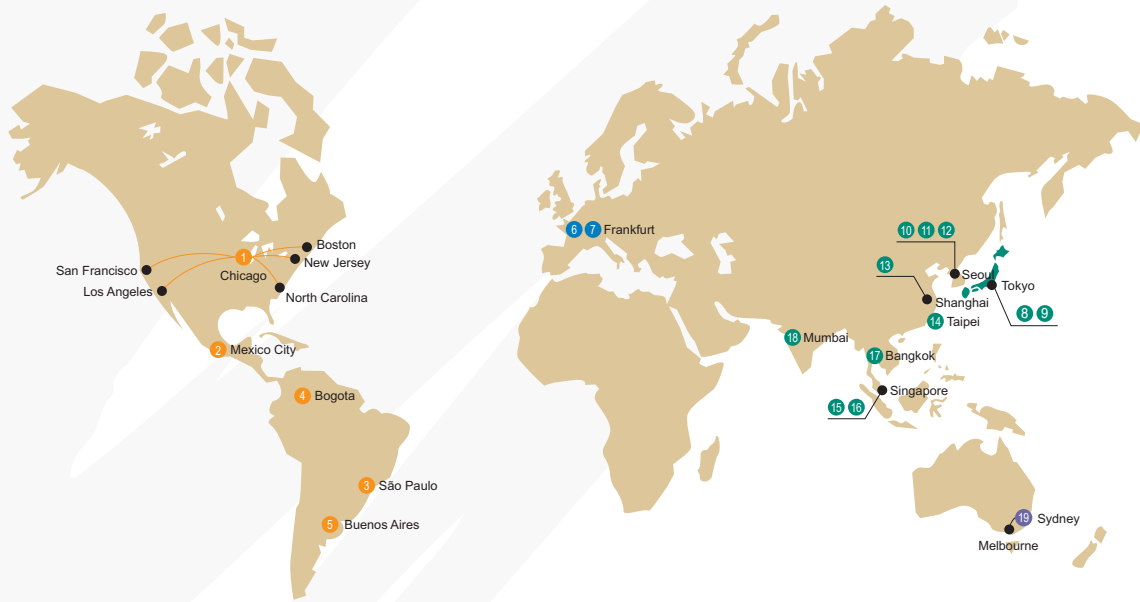 Boston
New Jersey
San Francisco
1
Chicago
Los Angeles
North Carolina
2 Mexico City
4 Bogota
3 São Paulo
5 Buenos Aires
6 7 Frankfurt
10 11 12
13
Seoul
Tokyo
Shanghai
8 9
14 Taipei
18 Mumbai
17 Bangkok
Singapore
15 16
19 Sydney
Melbourne